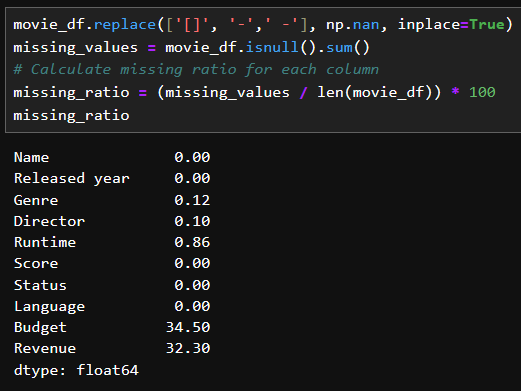 movie_df.replace(['[]', '-',' -'], np.nan, inplace=True)
missing_values = movie_df.isnull().sum()
# Calculate missing ratio for each column
missing_ratio = (missing_values / len(movie_df)) * 100
missing_ratio
Name 0.00
Released year 0.00
Genre 0.12
Director 0.10
Runtime 0.86
Score 0.00
Status 0.00
Language 0.00
Budget 34.50
Revenue 32.30
dtype: float64